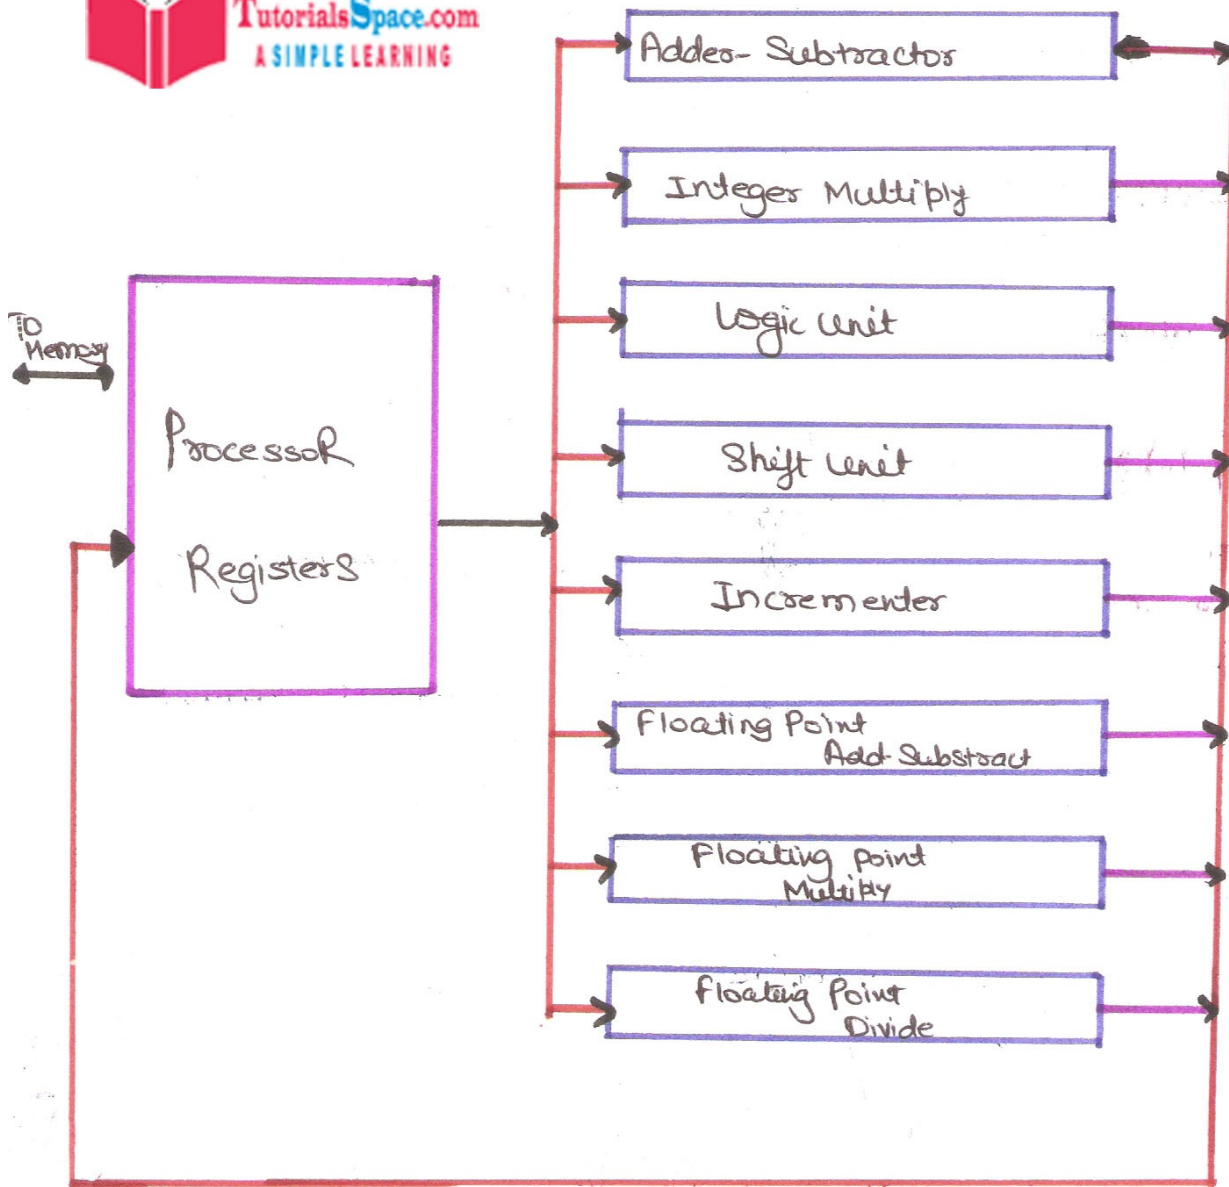 TutorialsSpace.com
A SIMPLE LEARNING
Adder-Subtractor
Integer Multiply
Logic Unit
TO
Memory
Processor
Registers
Shift Unit
Incrementer
Floating Point
Add-Substract
Floating Point
Multiply
Floating Point
Divide